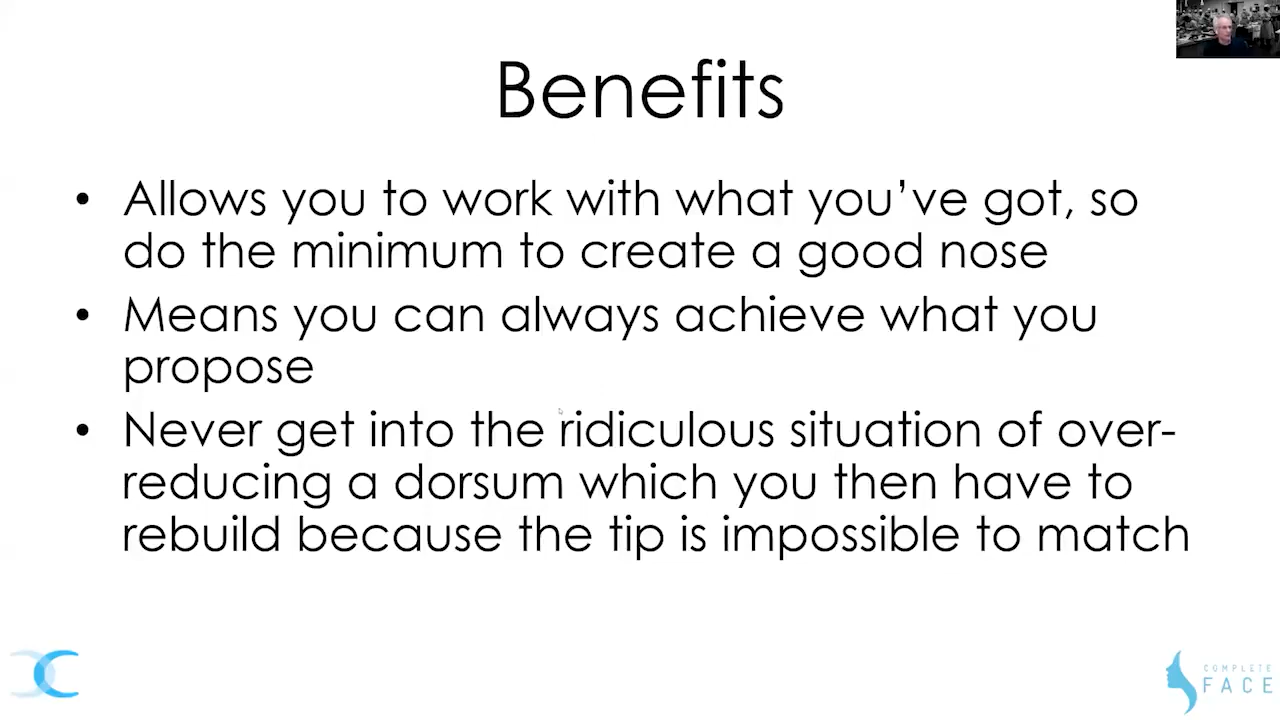 Benefits
• Allows you to work with what you’ve got, so
do the minimum to create a good nose
• Means you can always achieve what you
propose
• Never get into the ridiculous situation of over-
reducing a dorsum which you then have to
rebuild because the tip is impossible to match
COMPLETE
FACE